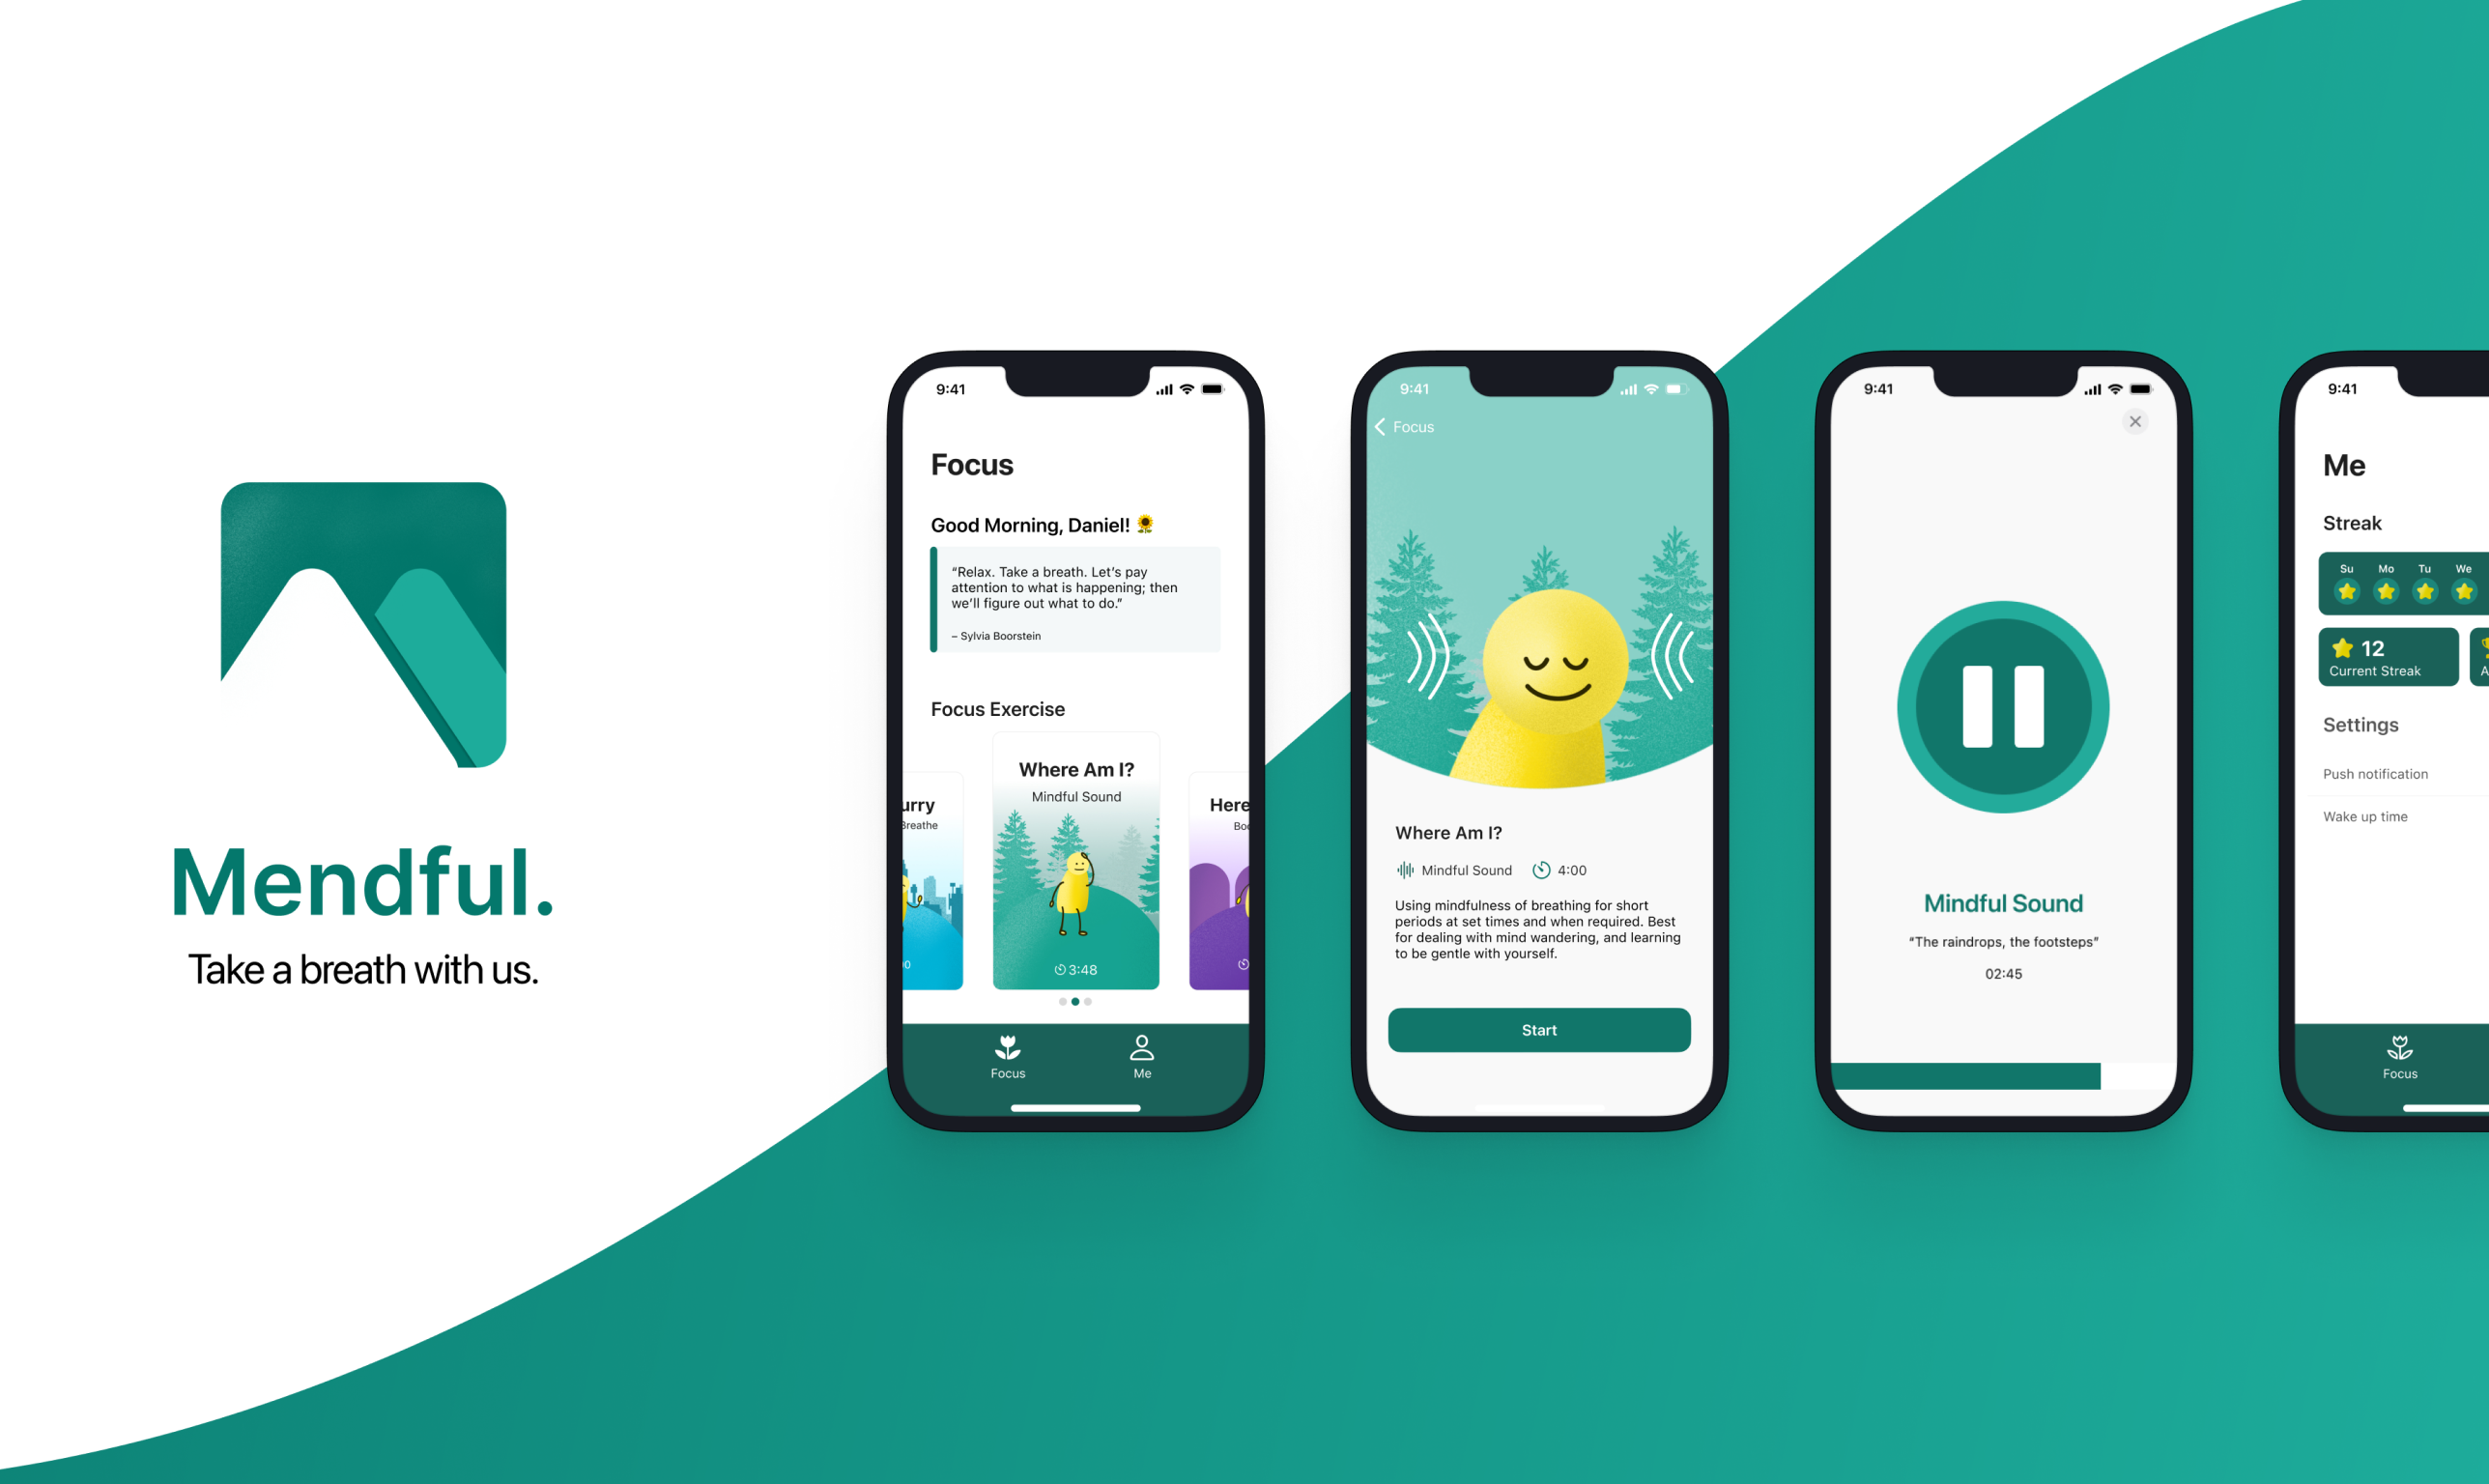 Mendful.
Take a breath with us.
9:41
Focus
Good Morning, Daniel! 🌻
“Relax. Take a breath. Let’s pay
attention to what is happening; then
we’ll figure out what to do.”
– Sylvia Boorstein
Focus Exercise
urry
Breathe
Where Am I?
Mindful Sound
3:48
Here
Focus
Me
9:41
Focus
Where Am I?
Mindful Sound
4:00
Using mindfulness of breathing for short
periods at set times and when required. Best
for dealing with mind wandering, and learning
to be gentle with yourself.
Start
9:41
Mindful Sound
“The raindrops, the footsteps”
02:45
9:41
Me
Streak
Su Mo Tu We
12
Current Streak
Settings
Push notification
Wake up time
Focus